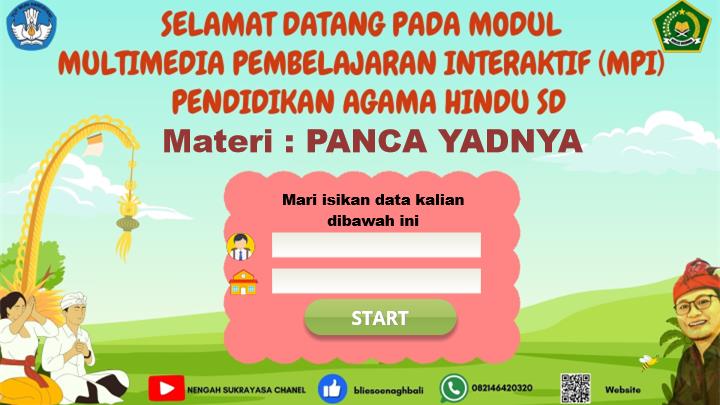 SELAMAT DATANG PADA MODUL
MULTIMEDIA PEMBELAJARAN INTERAKTIF (MPI)
PENDIDIKAN AGAMA HINDU SD
Materi : PANCA YADNYA
Mari isikan data kalian
dibawah ini
START
NENGAH SUKRAYASA CHANEL
bliesoenaghbali
082146420320
Website